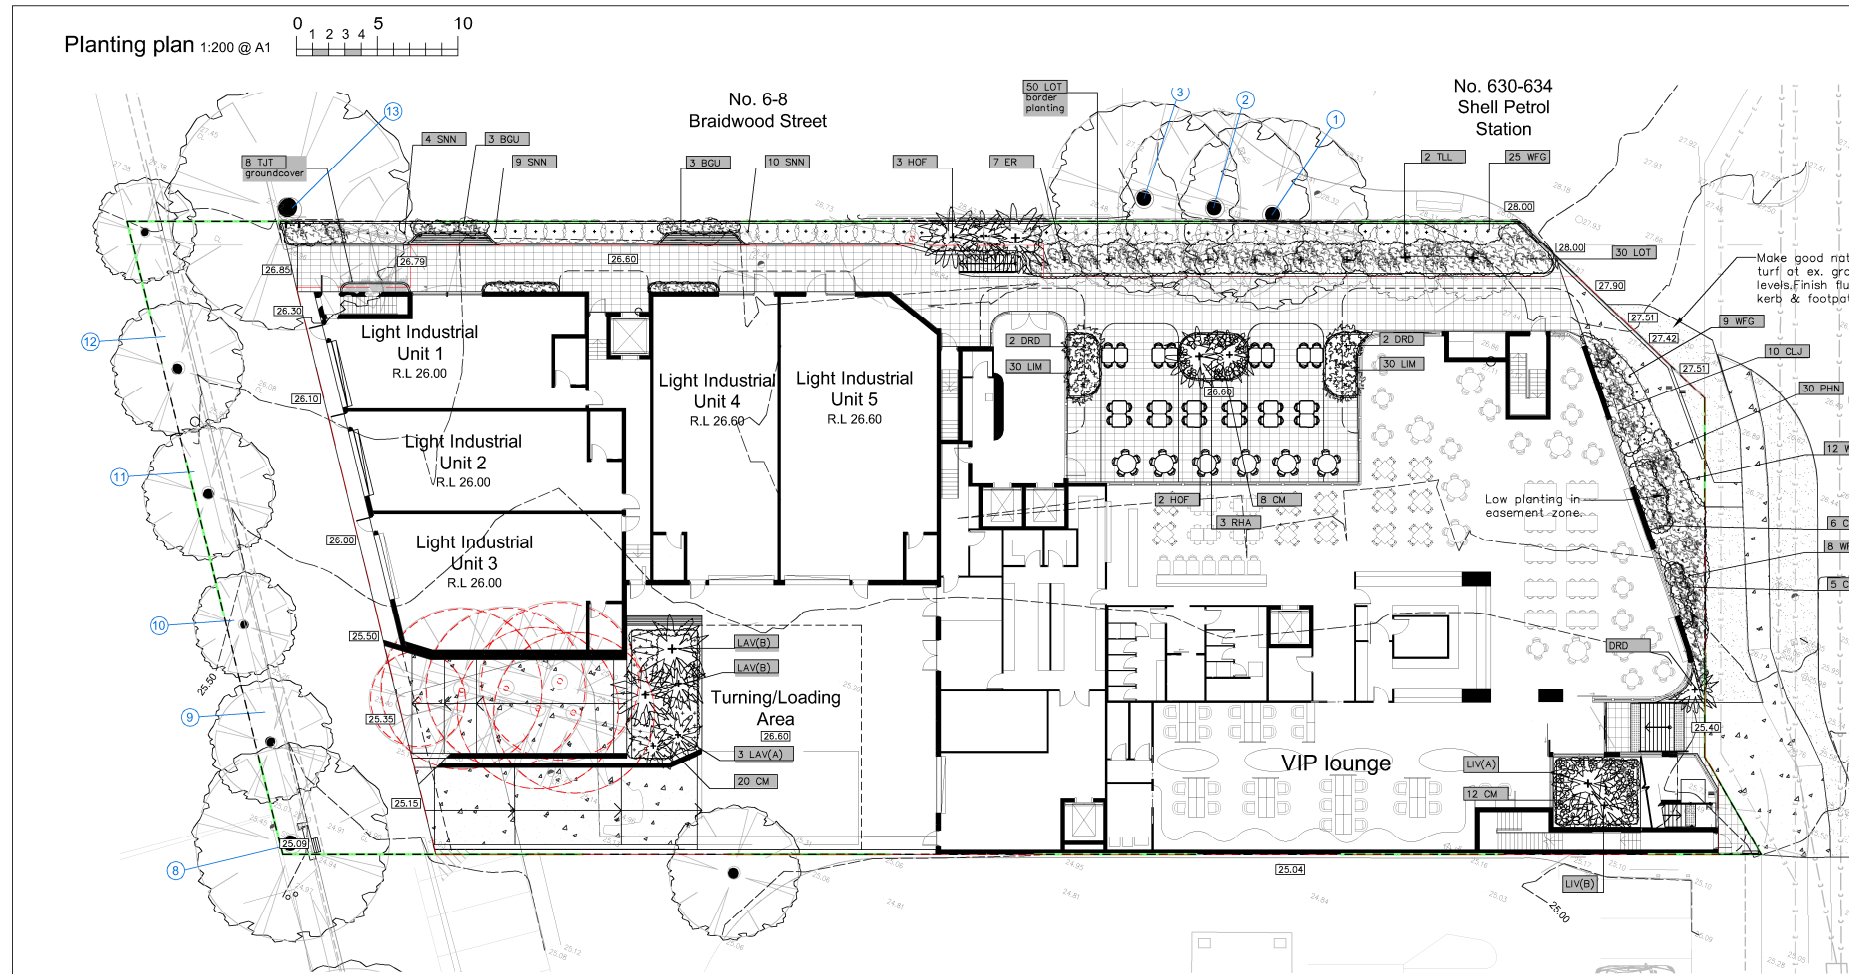 Planting plan 1:200 @ A1
0 1 2 3 4 5 10
No. 6-8
Braidwood Street
No. 630-634
Shell Petrol
Station
50 LOT
border
planting
13
3
2
1
4 SNN
3 BGU
8 TJT
groundcover
9 SNN
3 BGU
10 SNN
3 HOF
7 ER
2 TLL
25 WFG
28.00
28.00
30 LOT
Make good nat
turf at ex. gro
levels.Finish flu
kerb & footpat
26.85
26.79
26.60
27.90
26.30
27.51
27.42
9 WFG
12
Light Industrial
Unit 1
R.L 26.00
2 DRD
30 LIM
2 DRD
30 LIM
10 CLJ
27.51
26.10
Light Industrial
Unit 4
R.L 26.60
Light Industrial
Unit 5
R.L 26.60
26.60
30 PHN
Light Industrial
Unit 2
R.L 26.00
12 W
11
Low planting in
easement zone.
2 HOF
8 CM
3 RHA
6 C
26.00
Light Industrial
Unit 3
R.L 26.00
8 WF
5 C
10
25.50
LAV(B)
LAV(B)
DRD
25.50
9
25.35
Turning/Loading
Area
26.60
3 LAV(A)
20 CM
25.40
VIP lounge
LIV(A)
12 CM
25.15
25.09
8
25.04
LIV(B)
25.00